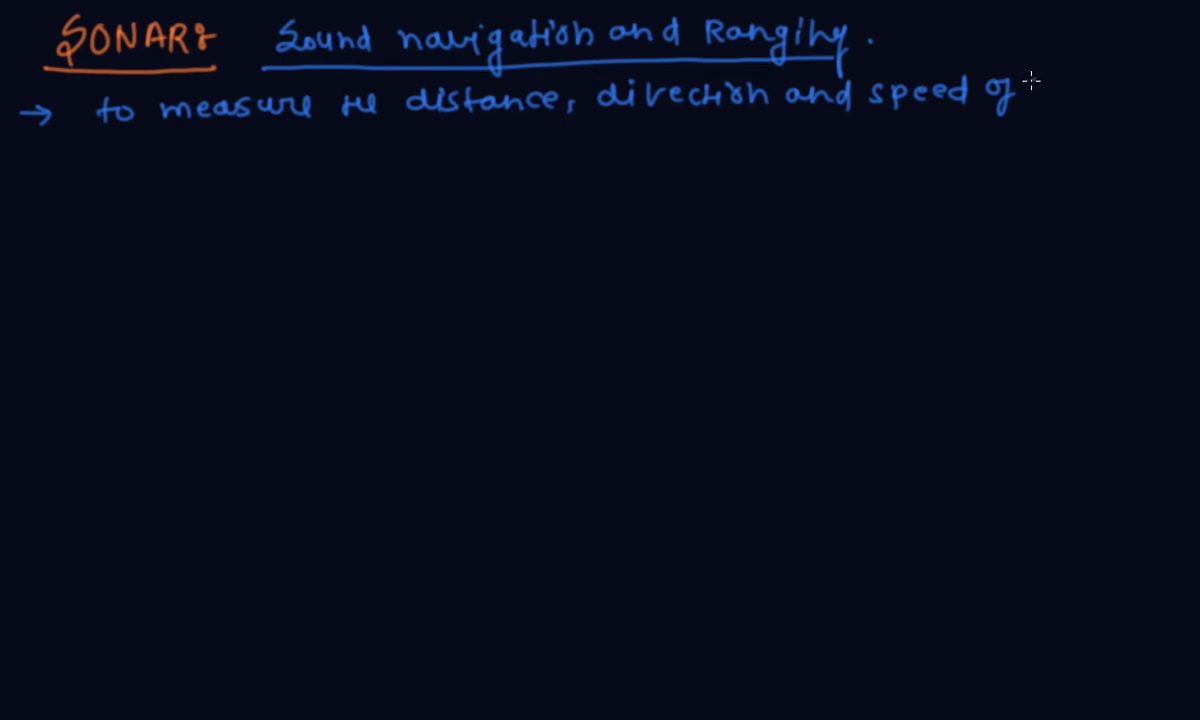 SONAR: Sound navigation and Ranging.
→ to measure the distance, direction and speed of